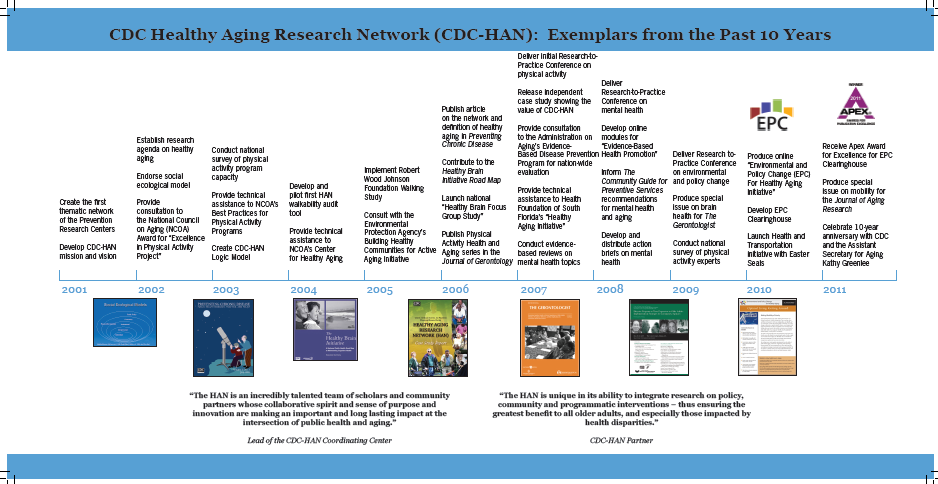 CDC Healthy Aging Research Network (CDC-HAN):  Exemplars from the Past 10 Years
Create the first
thematic network
of the Prevention
Research Centers
Develop CDC-HAN
mission and vision
Establish research
agenda on healthy
aging
Endorse social
ecological model
Provide
consultation to
the National Council
on Aging (NCOA)
Award for "Excellence
in Physical Activity
Project"
Conduct national
survey of physical
activity program
capacity
Provide technical
assistance to NCOA's
Best Practices for
Physical Activity
Programs
Create CDC-HAN
Logic Model
Develop and
pilot first HAN
walkability audit
tool
Provide technical
assistance to
NCOA's Center
for Healthy Aging
Implement Robert
Wood Johnson
Foundation Walking
Study
Consult with the
Environmental
Protection Agency's
Building Healthy
Communities for Active
Aging Initiative
Publish article
on the network and
definition of healthy
aging in Preventing
Chronic Disease
Contribute to the
Healthy Brain
Initiative Road Map
Launch national
"Healthy Brain Focus
Group Study"
Publish Physical
Activity Health and
Aging series in the
Journal of Gerontology
Deliver initial Research-to-
Practice Conference on
physical activity
Release independent
case study showing the
value of CDC-HAN
Provide consultation
to the Administration on
Aging's Evidence-
Based Disease Prevention
Program for nation-wide
evaluation
Provide technical
assistance to Health
Foundation of South
Florida's "Healthy
Aging Initiative"
Conduct evidence-
based reviews on
mental health topics
Deliver
Research-to-Practice
Conference on
mental health
Develop online
modules for
"Evidence-Based
Health Promotion"
Inform The
Community Guide for
Preventive Services
recommendations
for mental health
and aging
Develop and
distribute action
briefs on mental
health
Deliver Research to-
Practice Conference
on environmental
and policy change
Produce special
issue on brain
health for The
Gerontologist
Conduct national
survey of physical
activity experts
EPC
Produce online
"Environmental and
Policy Change (EPC)
For Healthy Aging
Initiative"
Develop EPC
Clearinghouse
Launch Health and
Transportation
Initiative with Easter
Seals
WINNER
2011
APEX
Receive Apex Award
for Excellence for EPC
Clearinghouse
Produce special
issue on mobility for
the Journal of Aging
Research
Celebrate 10-year
anniversary with CDC
and the Assistant
Secretary for Aging
Kathy Greenlee
2001
2002
2003
2004
2005
2006
2007
2008
2009
2010
2011
Social Ecological Models
The
Healthy Brain
Initiative
HEALTHY AGING
RESEARCH
NETWORK (HAN)
THE GERONTOLOGIST
"The HAN is an incredibly talented team of scholars and community
partners whose collaborative spirit and sense of purpose and
innovation are making an important and long lasting impact at the
intersection of public health and aging."
Lead of the CDC-HAN Coordinating Center
"The HAN is unique in its ability to integrate research on policy,
community and programmatic interventions – thus ensuring the
greatest benefit to all older adults, and especially those impacted by
health disparities."
CDC-HAN Partner